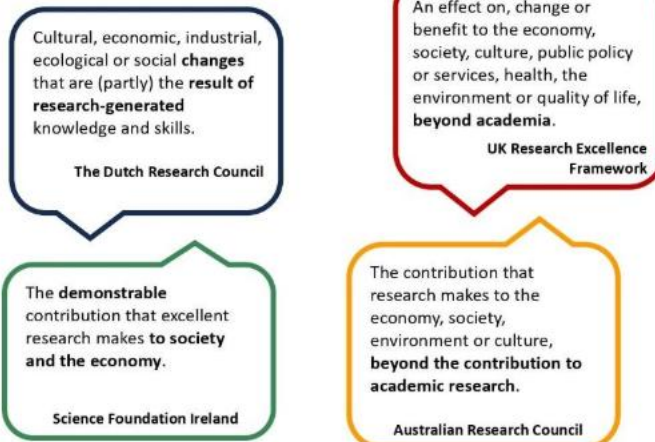 Cultural, economic, industrial,
ecological or social changes
that are (partly) the result of
research-generated
knowledge and skills.
The Dutch Research Council
An effect on, change or
benefit to the economy,
society, culture, public policy
or services, health, the
environment or quality of life,
beyond academia.
UK Research Excellence
Framework
The demonstrable
contribution that excellent
research makes to society
and the economy.
Science Foundation Ireland
The contribution that
research makes to the
economy, society,
environment or culture,
beyond the contribution to
academic research.
Australian Research Council